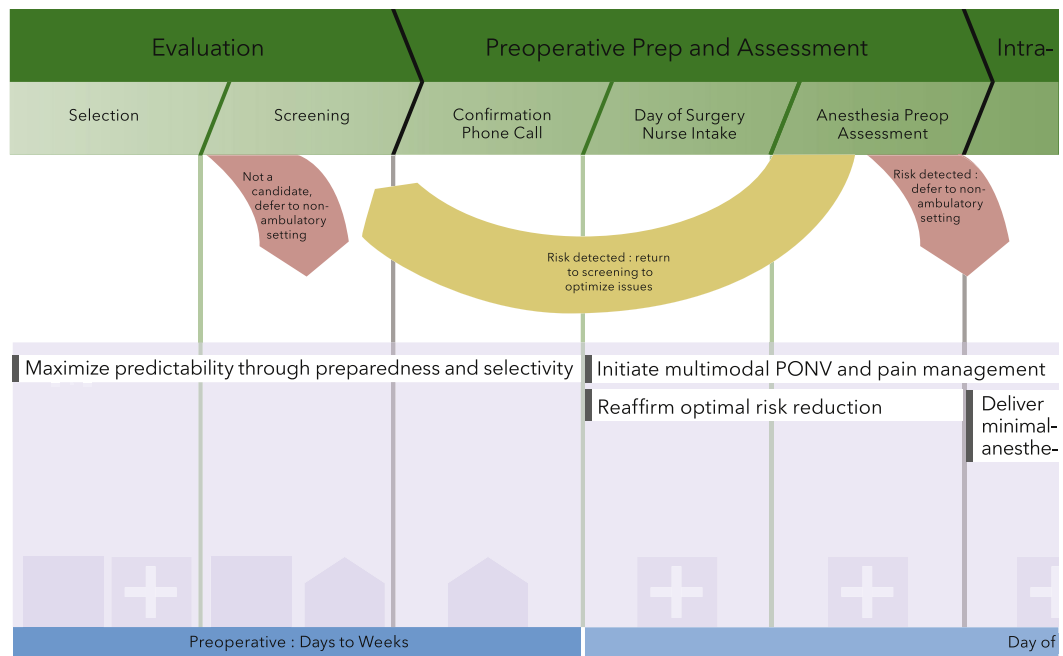 Evaluation
Preoperative Prep and Assessment
Intra-
Selection
Screening
Confirmation
Phone Call
Day of Surgery
Nurse Intake
Anesthesia Preop
Assessment
Not a
candidate,
defer to non-
ambulatory
setting
Risk detected : return
to screening to
optimize issues
Risk detected :
defer to non-
ambulatory
setting
Maximize predictability through preparedness and selectivity
Initiate multimodal PONV and pain management
Reaffirm optimal risk reduction
Deliver
minimal-
anesthe-
Preoperative : Days to Weeks
Day of